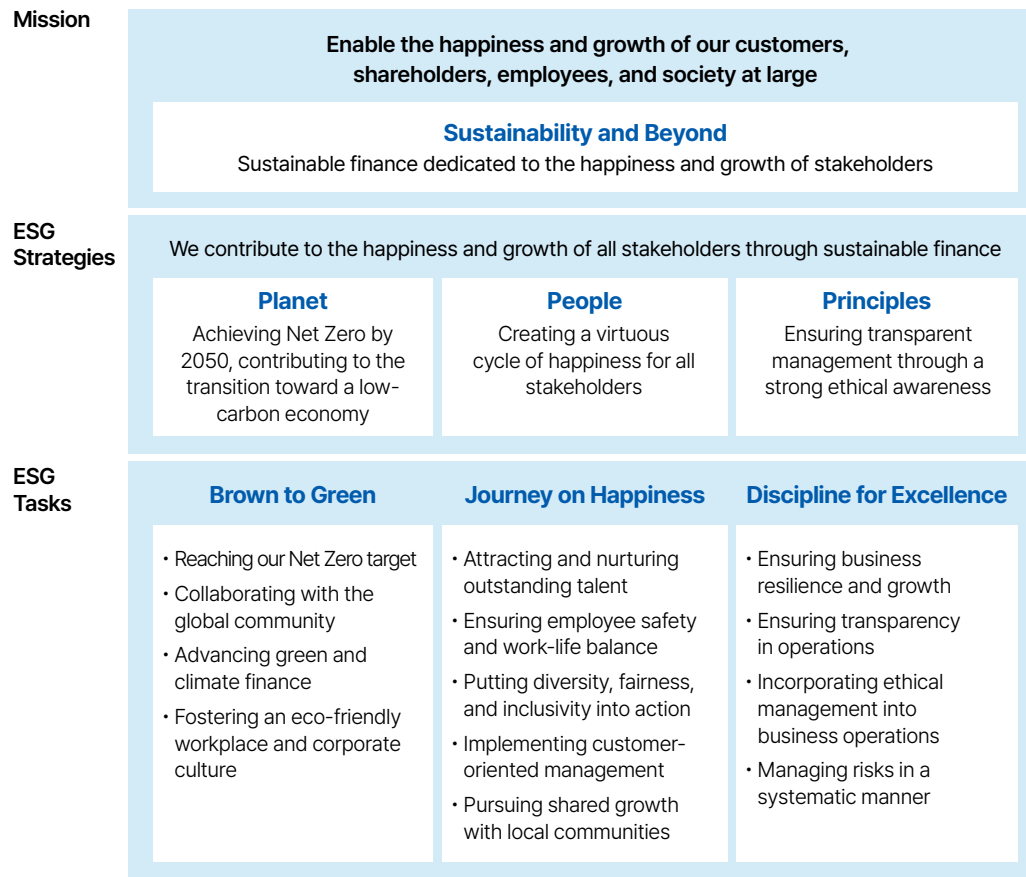 Mission
Enable the happiness and growth of our customers,
shareholders, employees, and society at large
Sustainability and Beyond
Sustainable finance dedicated to the happiness and growth of stakeholders
ESG
Strategies
We contribute to the happiness and growth of all stakeholders through sustainable finance
Planet
Achieving Net Zero by
2050, contributing to the
transition toward a low-
carbon economy
People
Creating a virtuous
cycle of happiness for all
stakeholders
Principles
Ensuring transparent
management through a
strong ethical awareness
ESG
Tasks
Brown to Green
• Reaching our Net Zero target
• Collaborating with the
global community
• Advancing green and
climate finance
• Fostering an eco-friendly
workplace and corporate
culture
Journey on Happiness
• Attracting and nurturing
outstanding talent
• Ensuring employee safety
and work-life balance
• Putting diversity, fairness,
and inclusivity into action
• Implementing customer-
oriented management
• Pursuing shared growth
with local communities
Discipline for Excellence
• Ensuring business
resilience and growth
• Ensuring transparency
in operations
• Incorporating ethical
management into
business operations
• Managing risks in a
systematic manner